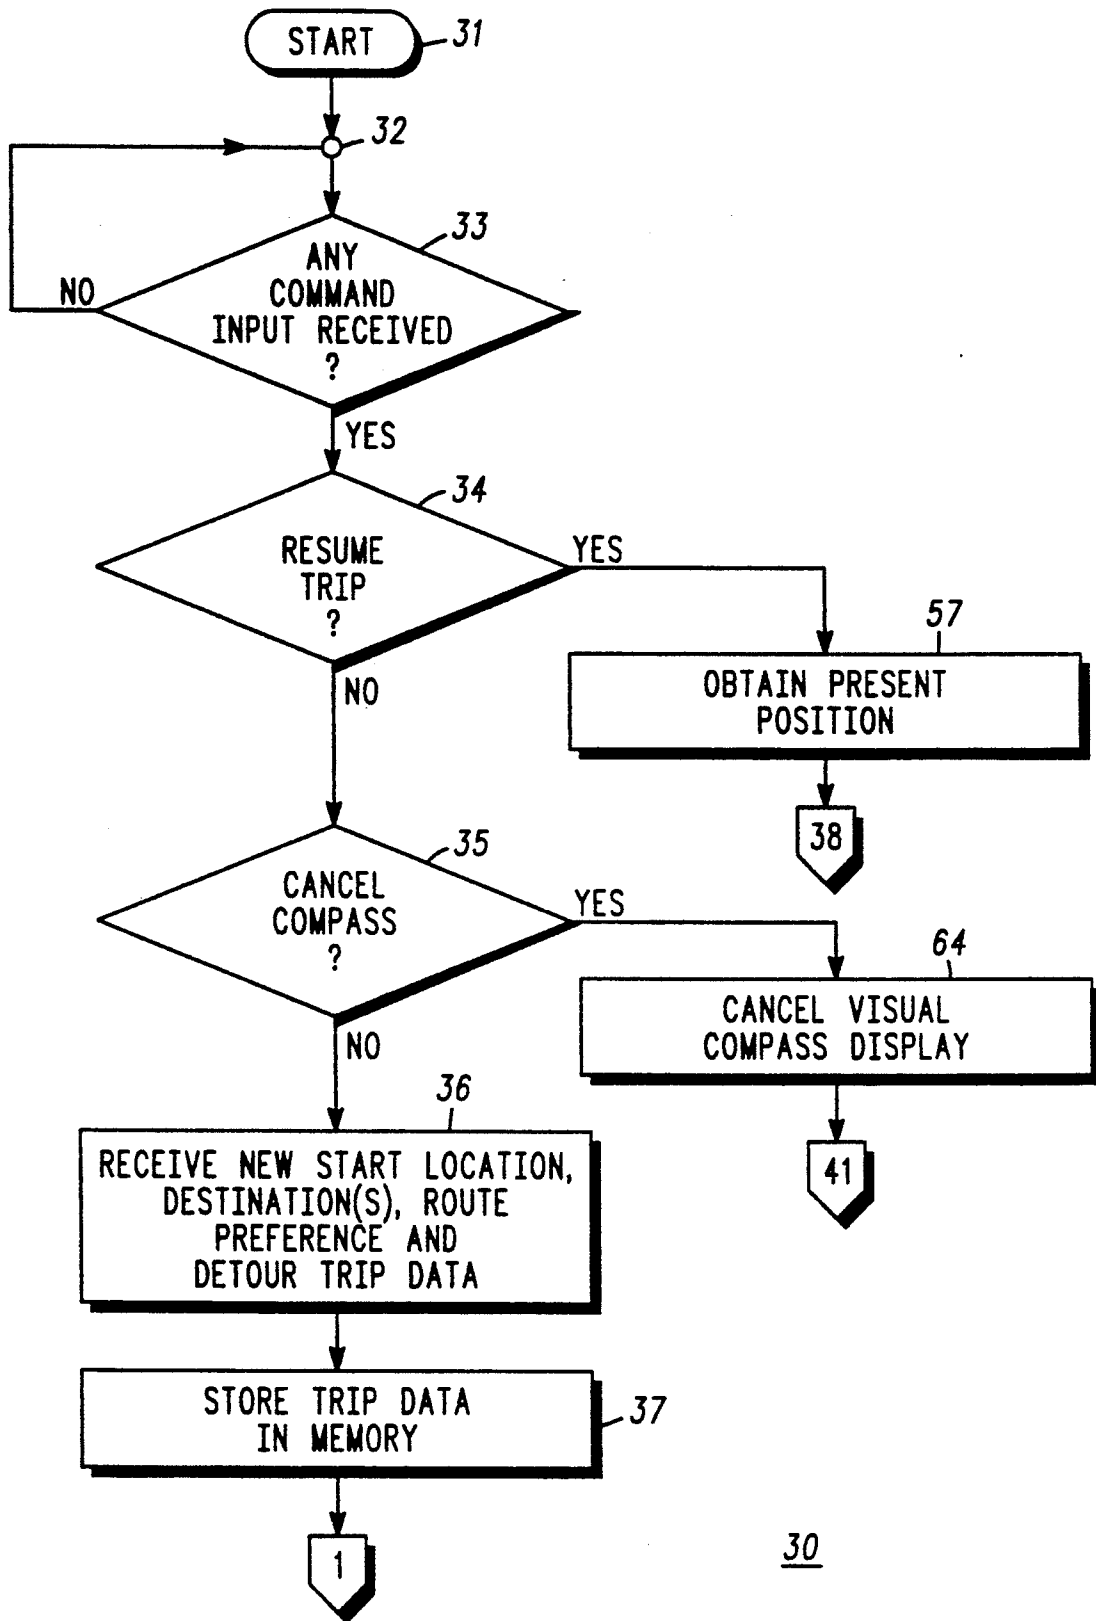 START
31
32
33
ANY
COMMAND
INPUT RECEIVED
?
NO
YES
34
RESUME
TRIP
?
YES
NO
57
OBTAIN PRESENT
POSITION
38
35
CANCEL
COMPASS
?
YES
NO
64
CANCEL VISUAL
COMPASS DISPLAY
41
36
RECEIVE NEW START LOCATION,
DESTINATION(S), ROUTE
PREFERENCE AND
DETOUR TRIP DATA
STORE TRIP DATA
IN MEMORY
37
1
30